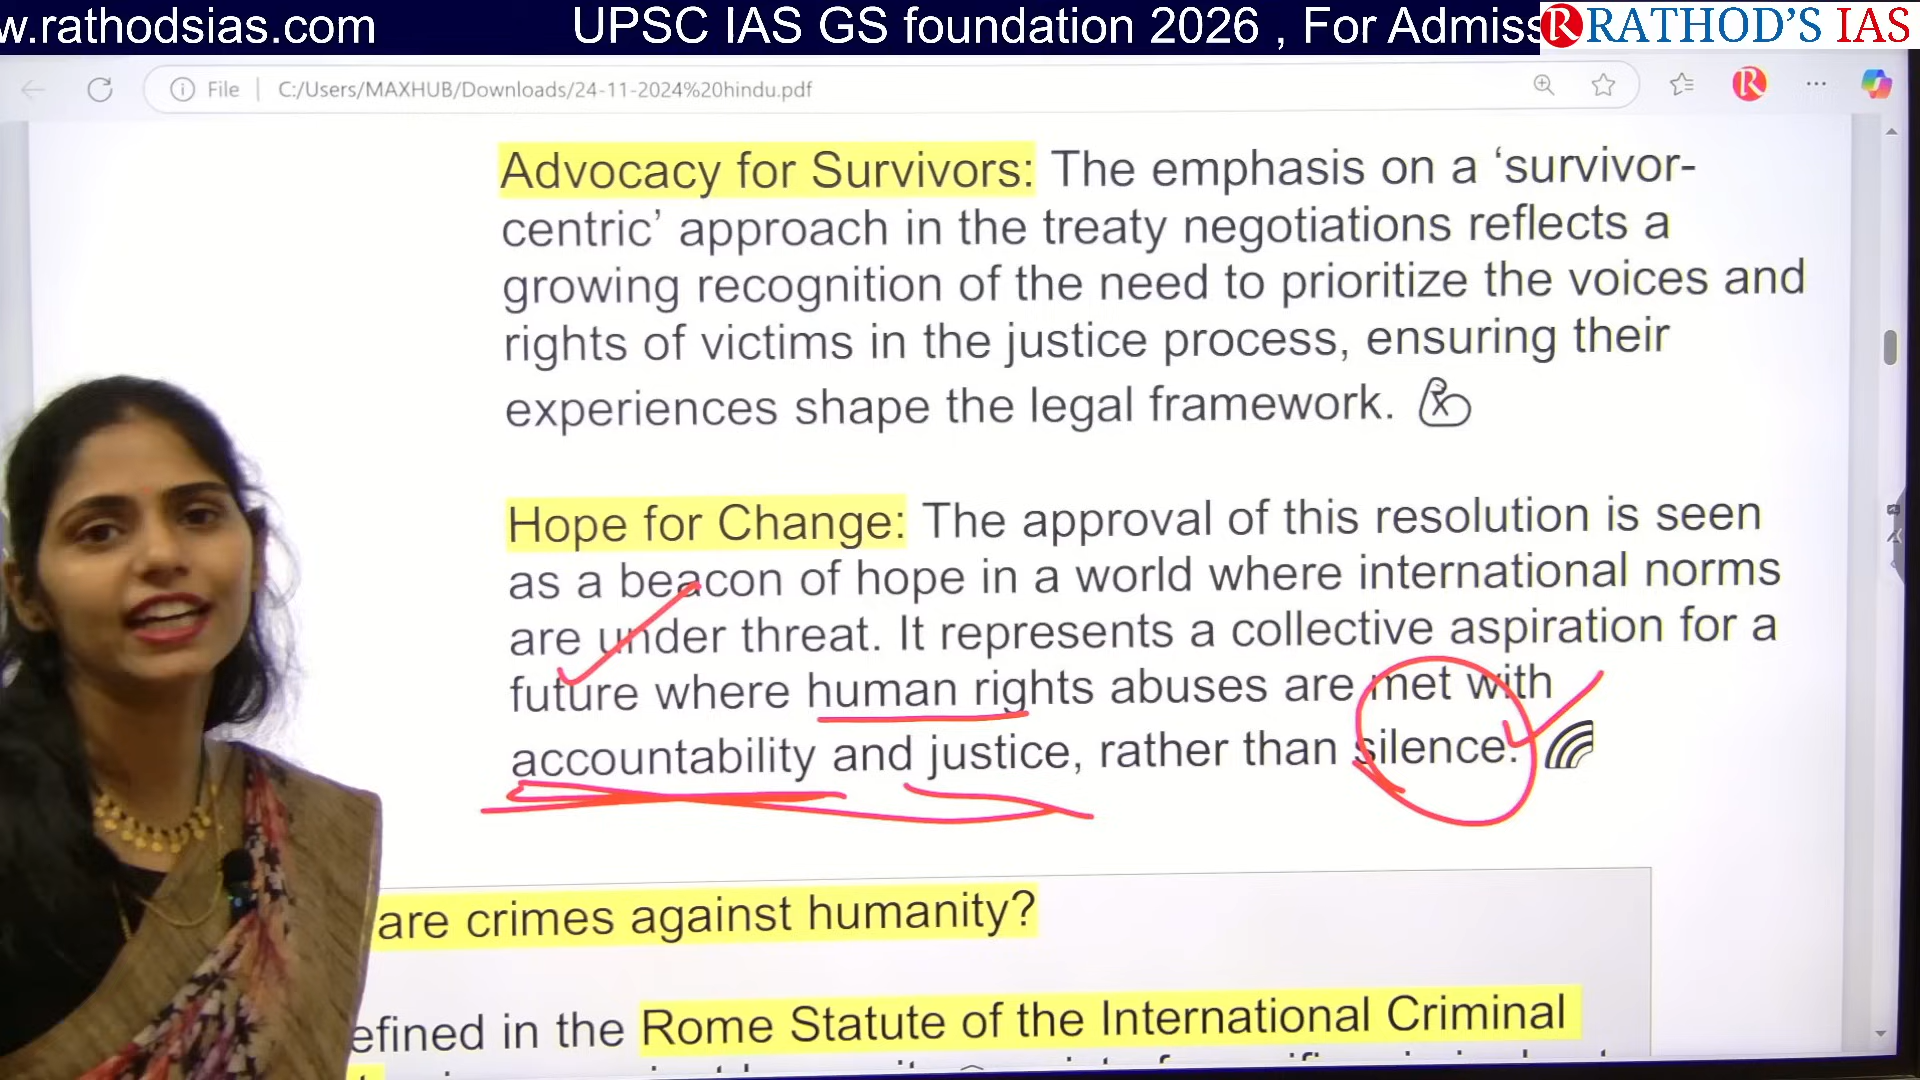 w.rathodsias.com UPSC IAS GS foundation 2026 , For Admiss
R RATHOD'S IAS
File C:/Users/MAXHUB/Downloads/24-11-2024%20hindu.pdf
Advocacy for Survivors: The emphasis on a ‘survivor-
centric’ approach in the treaty negotiations reflects a
growing recognition of the need to prioritize the voices and
rights of victims in the justice process, ensuring their
experiences shape the legal framework.
Hope for Change: The approval of this resolution is seen
as a beacon of hope in a world where international norms
are under threat. It represents a collective aspiration for a
future where human rights abuses are met with
accountability and justice, rather than silence.
are crimes against humanity?
efined in the Rome Statute of the International Criminal